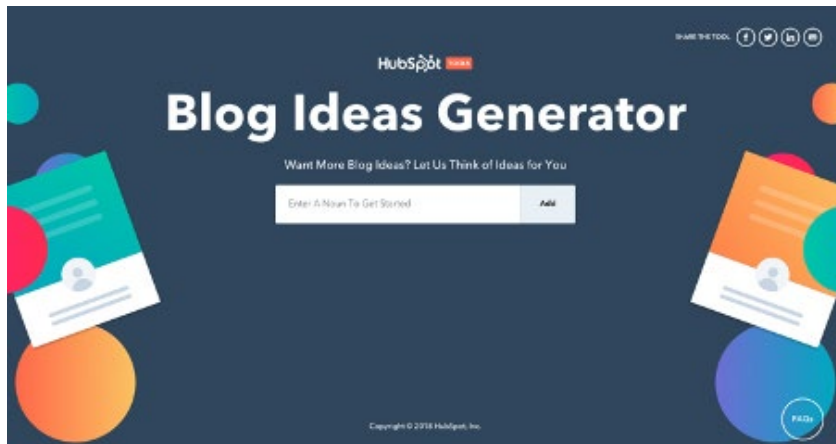 SHARE THE TOOL
HubSpot
Blog Ideas Generator
Want More Blog Ideas? Let Us Think of Ideas for You
Enter A Noun To Get Started
Add
Copyright © 2018 HubSpot, Inc.
FAQs